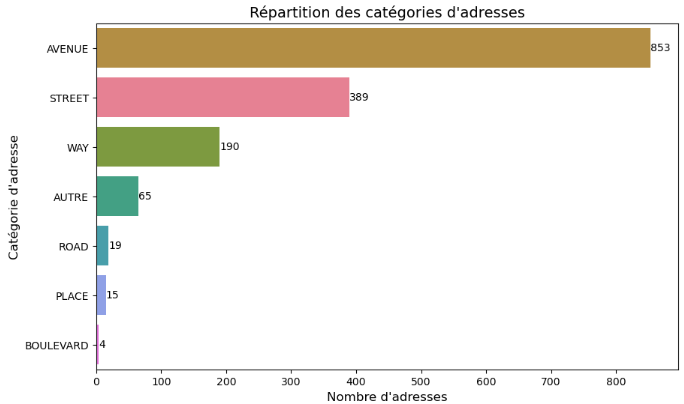 Répartition des catégories d'adresses
Catégorie d'adresse
AVENUE 853
STREET 389
WAY 190
AUTRE 65
ROAD 19
PLACE 15
BOULEVARD 4
0 100 200 300 400 500 600 700 800
Nombre d'adresses